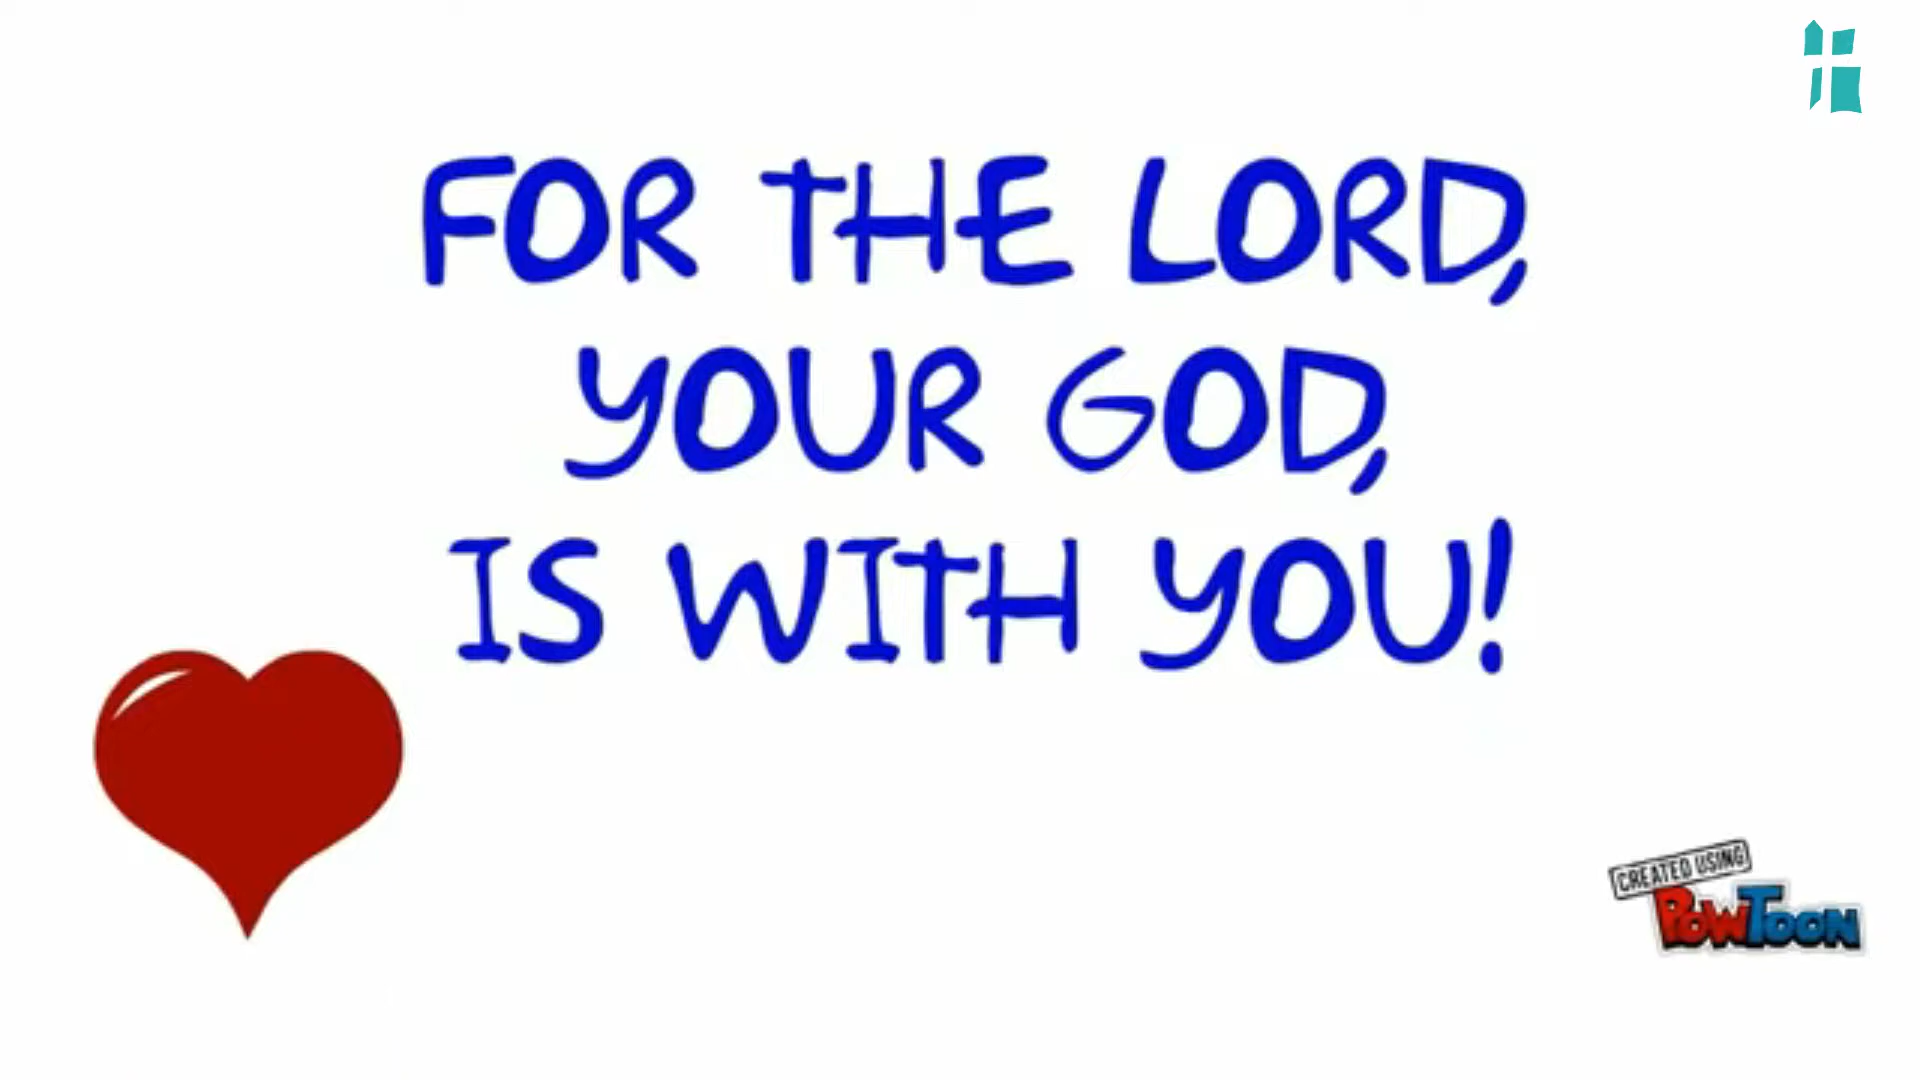 FOR THE LORD,
YOUR GOD,
IS WITH YOU!
CREATED USING
POWTOON